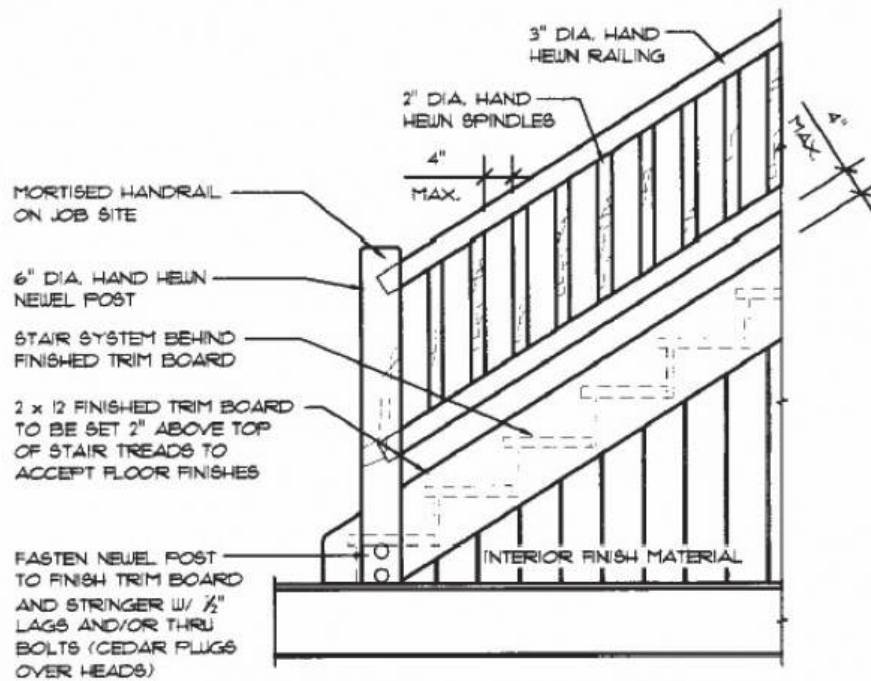 3" DIA. HAND
HEWN RAILING
2" DIA. HAND
HEWN SPINDLES
4"
MAX.
4"
MAX.
MORTISED HANDRAIL
ON JOB SITE
6" DIA. HAND HEWN
NEWEL POST
STAIR SYSTEM BEHIND
FINISHED TRIM BOARD
2 x 12 FINISHED TRIM BOARD
TO BE SET 2" ABOVE TOP
OF STAIR TREADS TO
ACCEPT FLOOR FINISHES
FASTEN NEWEL POST
TO FINISH TRIM BOARD
AND STRINGER W/ ½"
LAGS AND/OR THRU
BOLTS (CEDAR PLUGS
OVER HEADS)
INTERIOR FINISH MATERIAL